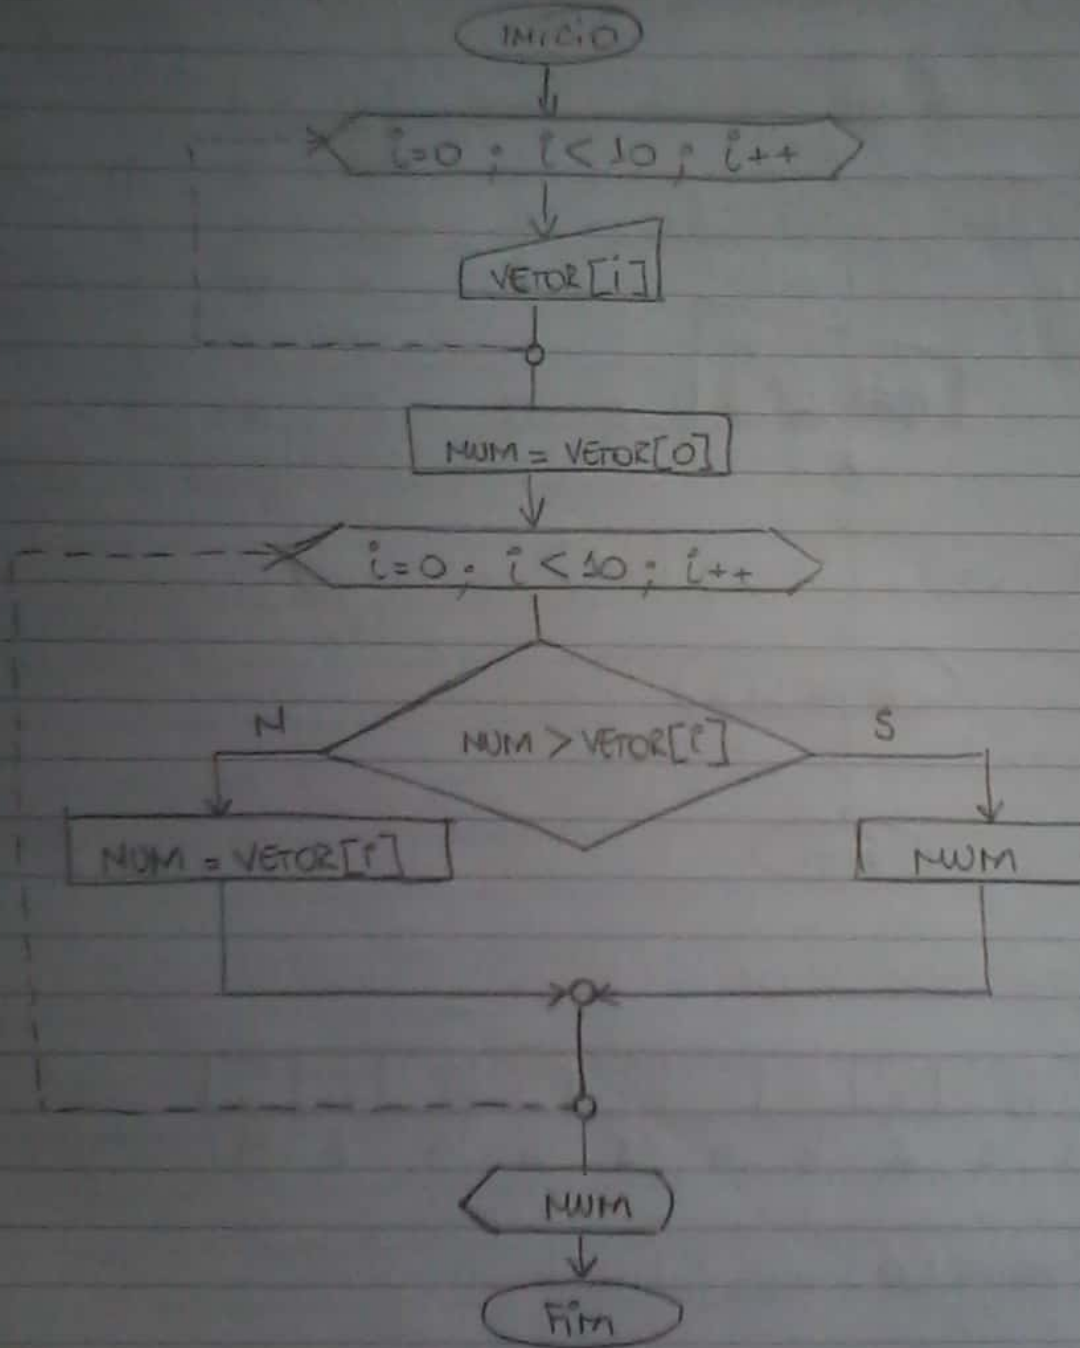 INICIO
i=0 ; i<10 ; i++
VETOR[i]
NUM = VETOR[0]
i=0 ; i<10 ; i++
NUM > VETOR[i]
N
S
NUM = VETOR[i]
NUM
NUM
Fim